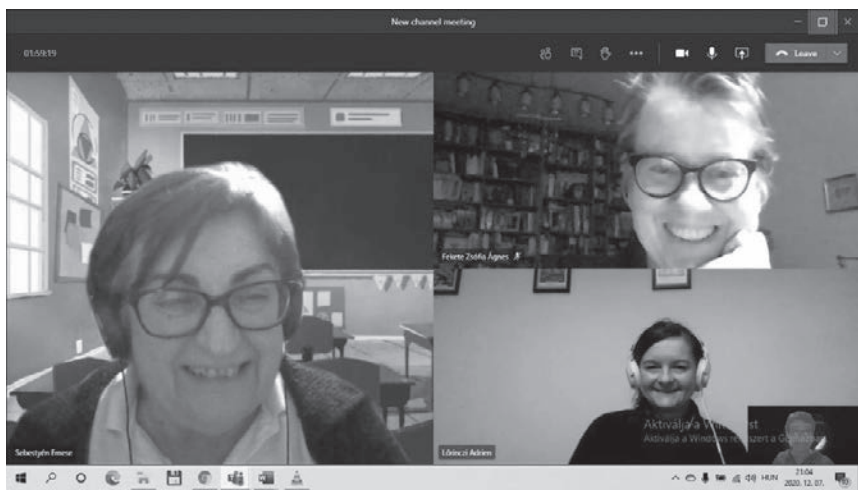 New channel meeting
01:59:19
Leave
Fekete Zsófia Ágnes
Sebestyén Emese
Lőrinczi Adrien
Aktiválja a
Aktiválja a Windows
HUN
21:04
2020. 12. 07.